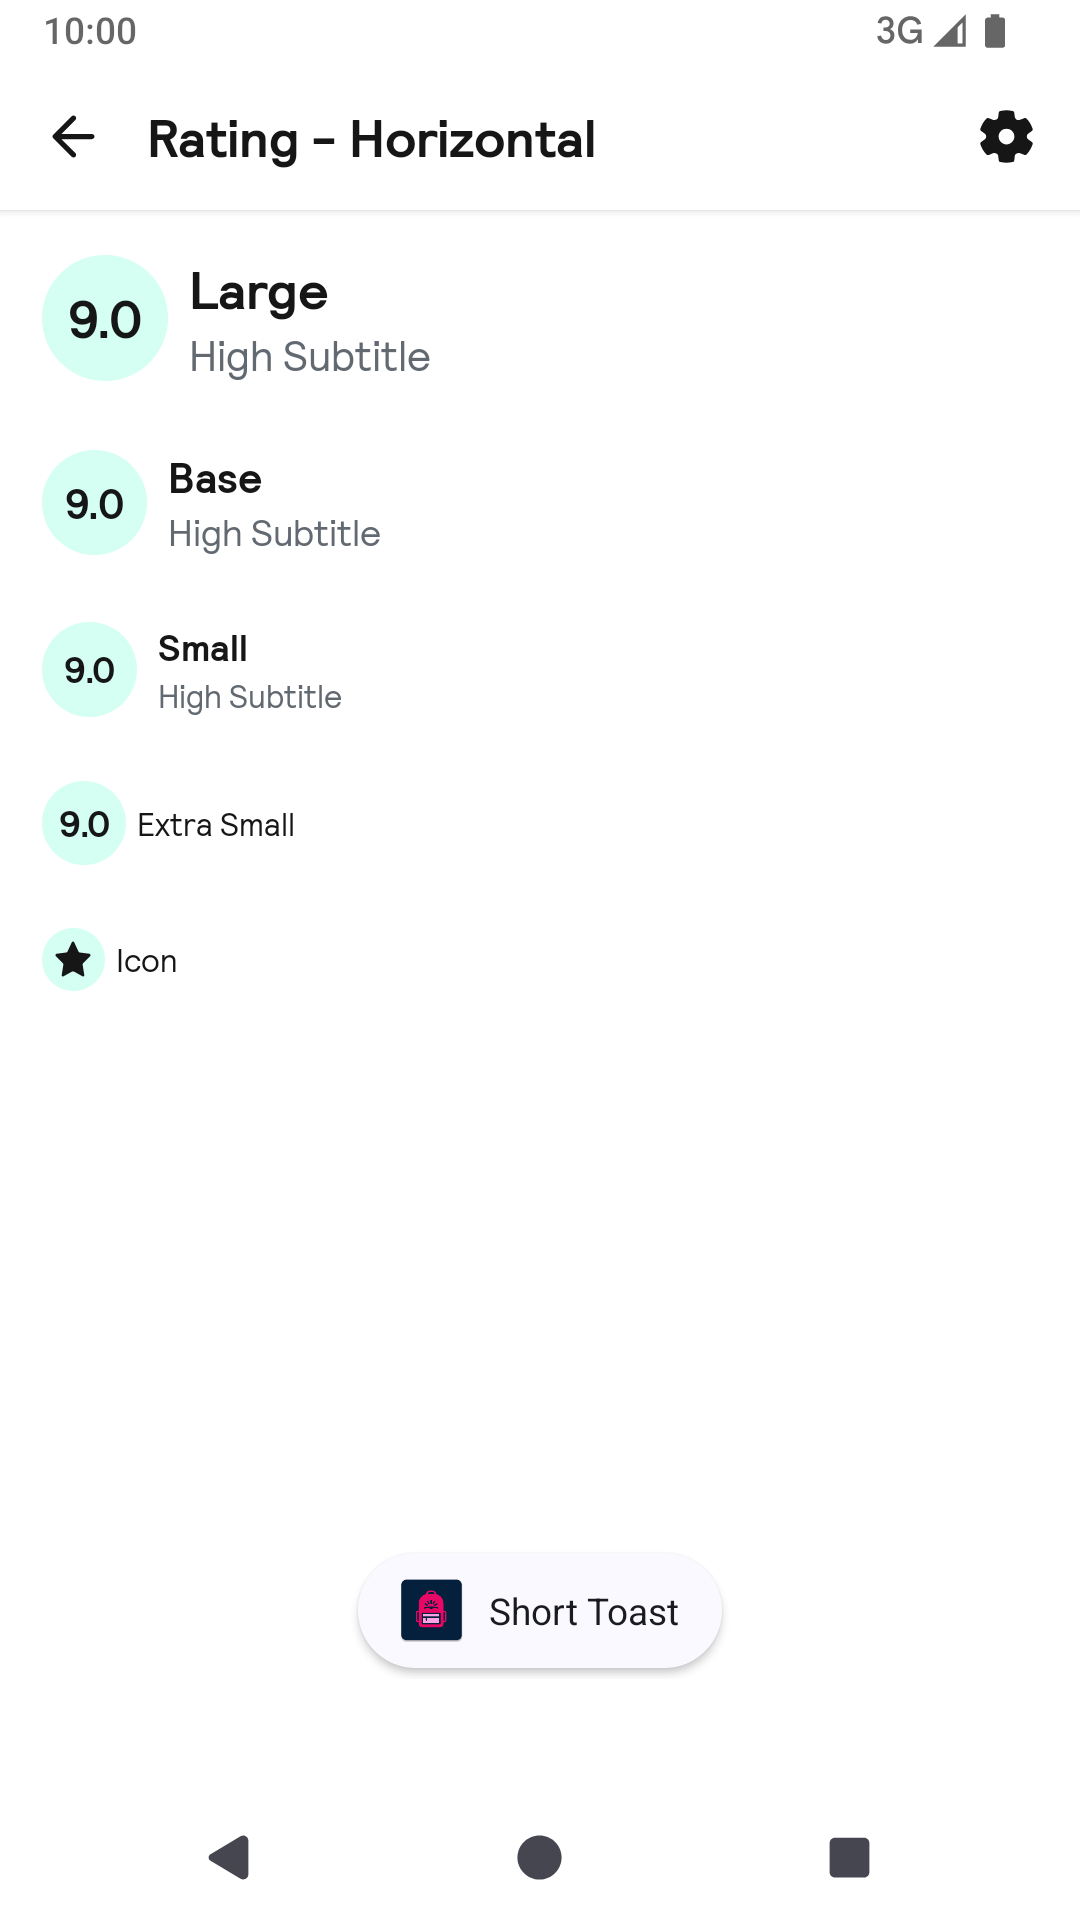 10:00
3G
Rating – Horizontal
9.0
Large
High Subtitle
9.0
Base
High Subtitle
9.0
Small
High Subtitle
9.0
Extra Small
Icon
Short Toast